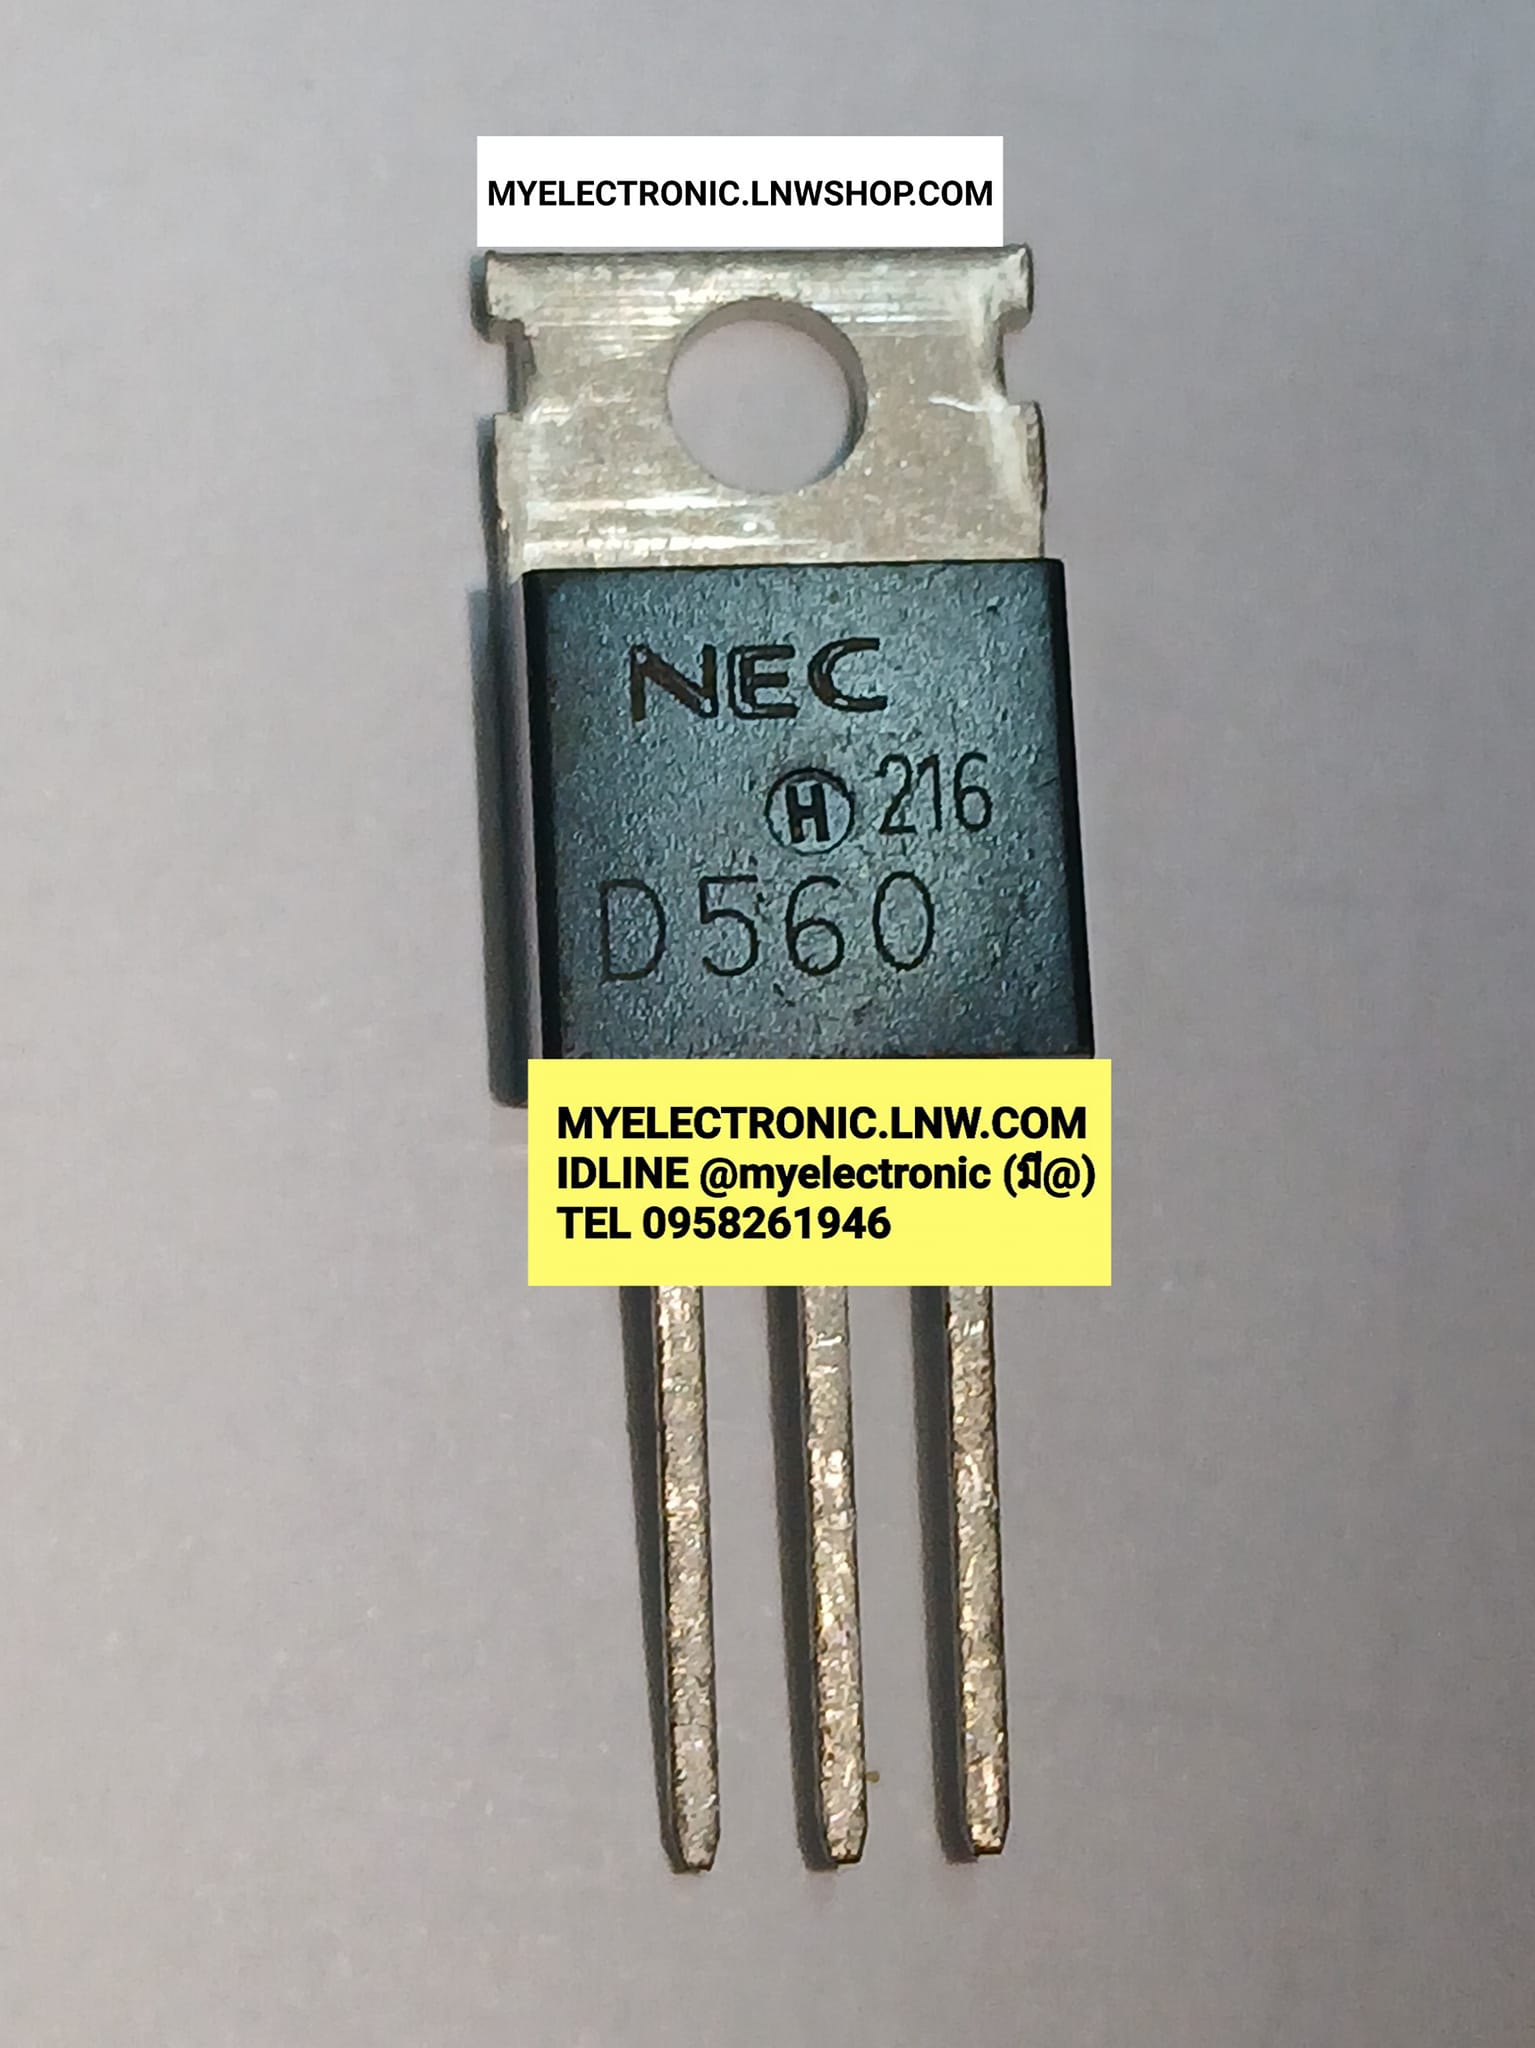 MYELECTRONIC.LNWSHOP.COM
NEC
H 216
D560
MYELECTRONIC.LNW.COM
IDLINE @myelectronic (มี@)
TEL 0958261946